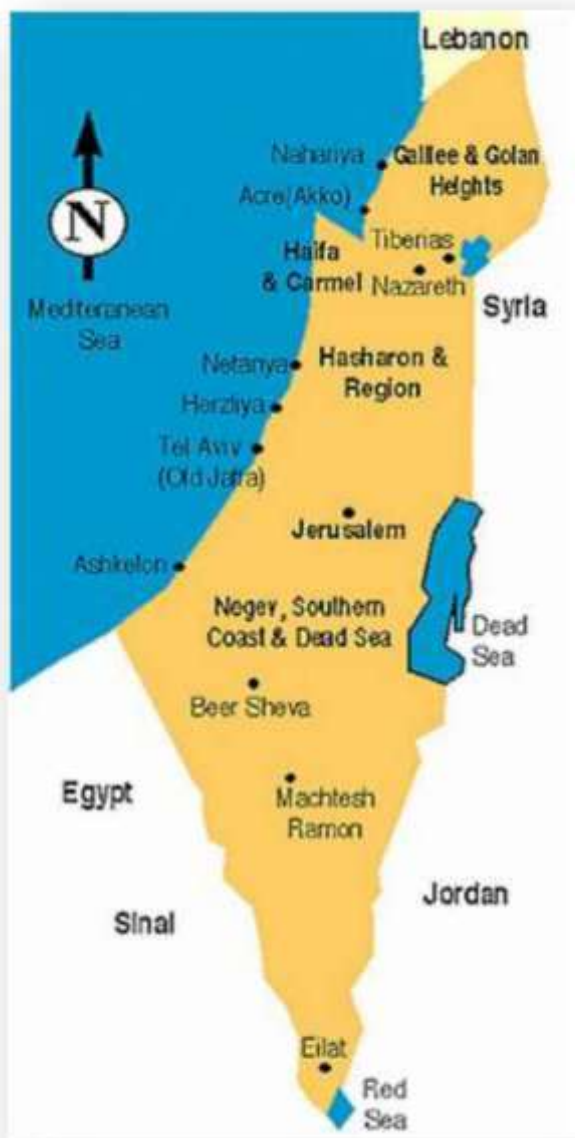 Lebanon
Nahariya
Galilee & Golan
Heights
Acre(Akko)
Tiberias
Haifa
& Carmel
Nazareth
N
Syria
Mediteranean
Sea
Netanya
Hasharon &
Region
Herzliya
Tel Aviv
(Old Jaffa)
Jerusalem
Ashkelon
Negev, Southern
Coast & Dead Sea
Dead
Sea
Beer Sheva
Egypt
Machtesh
Ramon
Jordan
Sinai
Eilat
Red
Sea